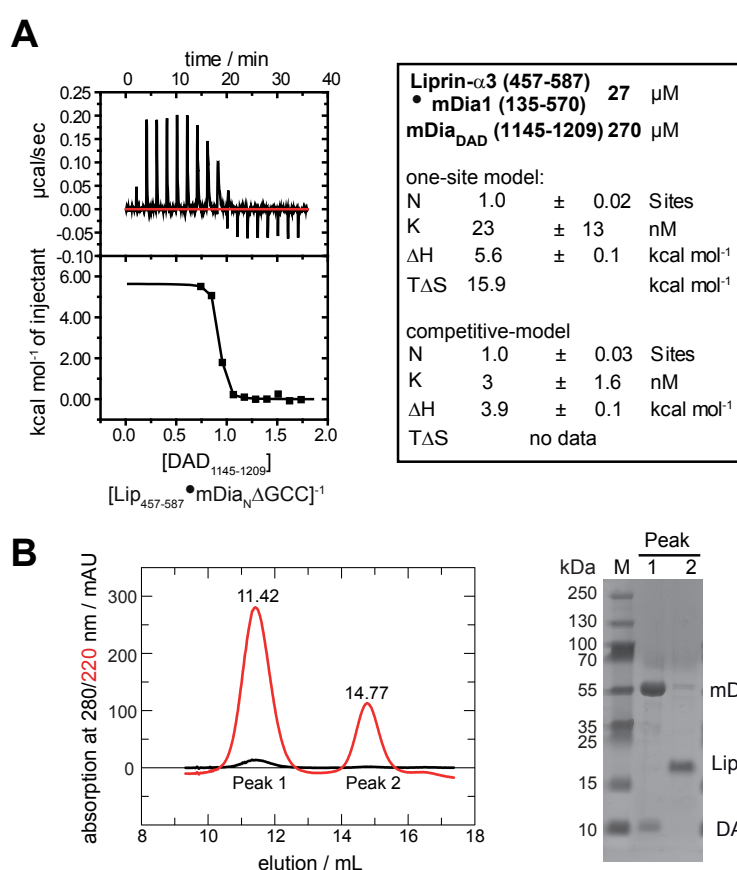 A
time / min
0 10 20 30 40
0.25
0.20
0.15
0.10
0.05
0.00
-0.05
-0.10
µcal/sec
6.00
4.00
2.00
0.00
kcal mol-1 of injectant
0.0 0.5 1.0 1.5 2.0
[DAD1145-1209]
[Lip457-587•mDiaNΔGCC]-1
Liprin-α3 (457-587)
• mDia1 (135-570) 27 µM
mDiaDAD (1145-1209) 270 µM
one-site model:
N 1.0 ± 0.02 Sites
K 23 ± 13 nM
ΔH 5.6 ± 0.1 kcal mol-1
TΔS 15.9 kcal mol-1
competitive-model
N 1.0 ± 0.03 Sites
K 3 ± 1.6 nM
ΔH 3.9 ± 0.1 kcal mol-1
TΔS no data
B
absorption at 280/220 nm / mAU
300
200
100
0
11.42
14.77
Peak 1 Peak 2
8 10 12 14 16 18
elution / mL
Peak
kDa M 1 2
250
130
100
70
55 mD
35
25
Lip
15
10 DA